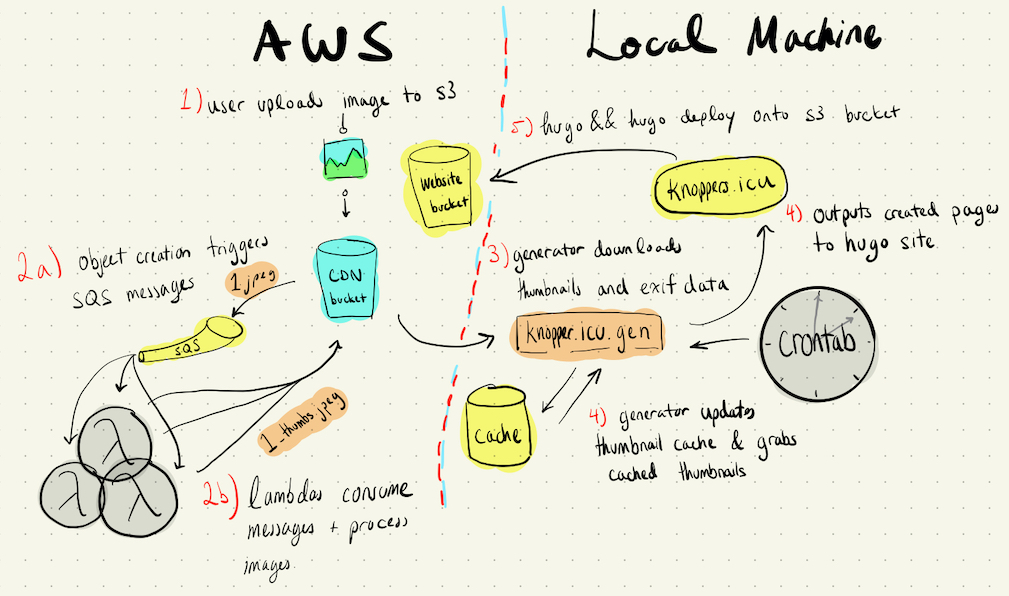 AWS
Local Machine
1) user uploads image to s3
5) hugo && hugo deploy onto s3 bucket
Website
bucket
knoppers.icu
4) outputs created pages
to hugo site
2a) Object creation triggers
SQS messages
1.jpeg
CDN
bucket
3) generator downloads
thumbnails and exif data
SQS
knopper.icu.gen
crontab
1_thumbs.jpeg
Cache
4) generator updates
thumbnail cache & grabs
cached thumbnails
λ
λ
λ
2b) lambdas consume
messages + process
images.